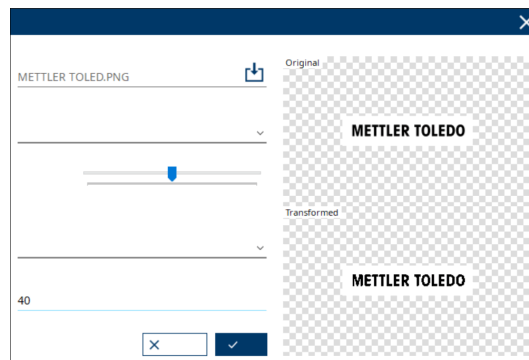 METTLER TOLED.PNG
40
Original
METTLER TOLEDO
Transformed
METTLER TOLEDO